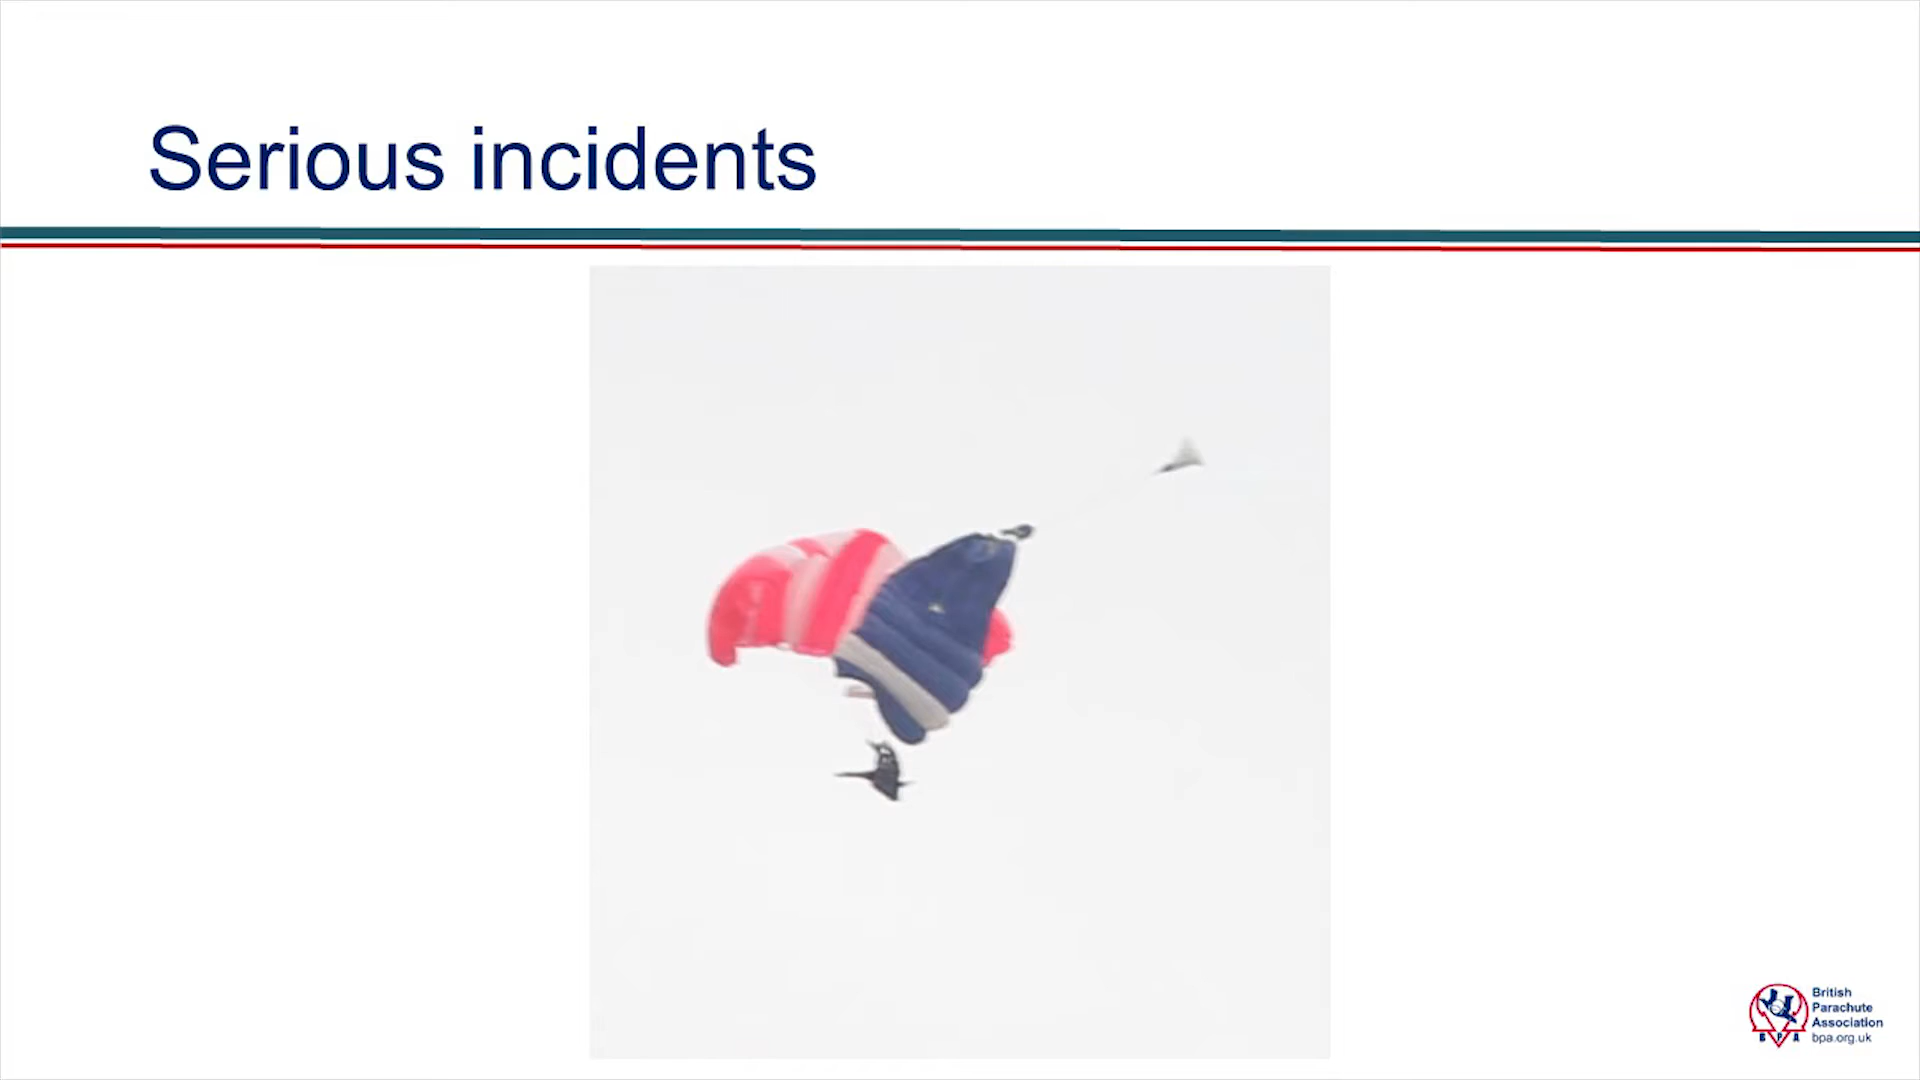 Serious incidents
British
Parachute
Association
bpa.org.uk
B P A